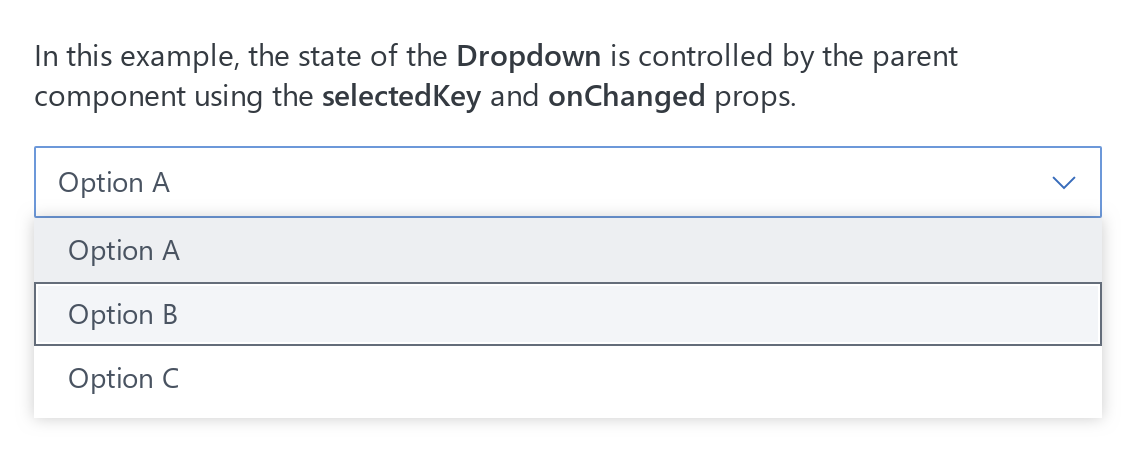 In this example, the state of the Dropdown is controlled by the parent
component using the selectedKey and onChanged props.
Option A
Option A
Option B
Option C